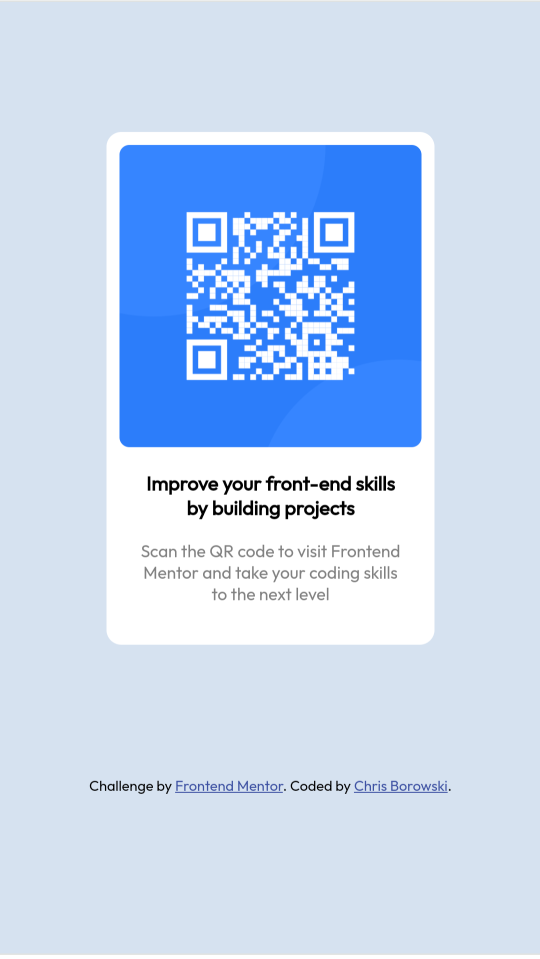 Improve your front-end skills
by building projects
Scan the QR code to visit Frontend
Mentor and take your coding skills
to the next level
Challenge by Frontend Mentor. Coded by Chris Borowski.